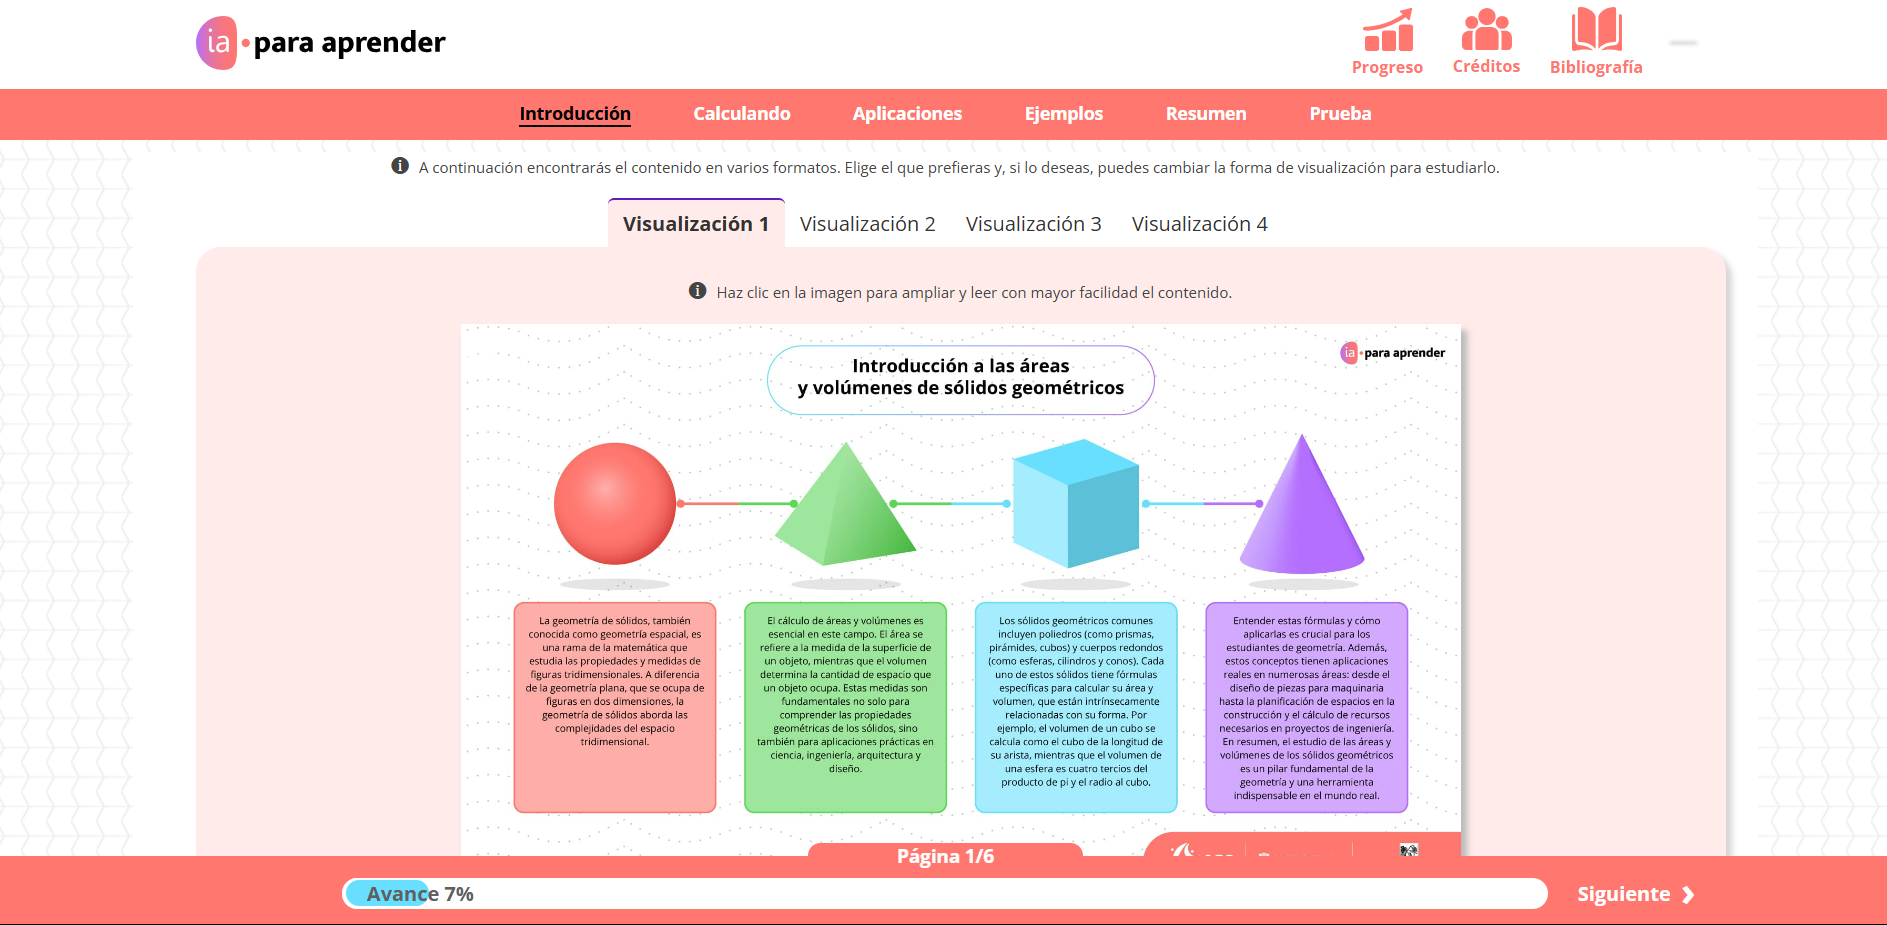 ia para aprender
Progreso
Créditos
Bibliografía
Introducción
Calculando
Aplicaciones
Ejemplos
Resumen
Prueba
A continuación encontrarás el contenido en varios formatos. Elige el que prefieras y, si lo deseas, puedes cambiar la forma de visualización para estudiarlo.
Visualización 1
Visualización 2
Visualización 3
Visualización 4
Haz clic en la imagen para ampliar y leer con mayor facilidad el contenido.
ia para aprender
Introducción a las áreas
y volúmenes de sólidos geométricos
La geometría de sólidos, también
conocida como geometría espacial, es
una rama de la matemática que
estudia las propiedades y medidas de
figuras tridimensionales. A diferencia
de la geometría plana, que se ocupa de
figuras en dos dimensiones, la
geometría de sólidos aborda las
complejidades del espacio
tridimensional.
El cálculo de áreas y volúmenes es
esencial en este campo. El área se
refiere a la medida de la superficie de
un objeto, mientras que el volumen
determina la cantidad de espacio que
un objeto ocupa. Estas medidas son
fundamentales no solo para
comprender las propiedades
geométricas de los sólidos, sino
también para aplicaciones prácticas en
ciencia, ingeniería, arquitectura y
diseño.
Los sólidos geométricos comunes
incluyen poliedros (como prismas,
pirámides, cubos) y cuerpos redondos
(como esferas, cilindros y conos). Cada
uno de estos sólidos tiene fórmulas
específicas para calcular su área y
volumen, que están intrínsecamente
relacionadas con su forma. Por
ejemplo, el volumen de un cubo se
calcula como el cubo de la longitud de
su arista, mientras que el volumen de
una esfera es cuatro tercios del
producto de pi y el radio al cubo.
Entender estas fórmulas y cómo
aplicarlas es crucial para los
estudiantes de geometría. Además,
estos conceptos tienen aplicaciones
reales en numerosas áreas: desde el
diseño de piezas para maquinaria
hasta la planificación de espacios en la
construcción y el cálculo de recursos
necesarios en proyectos de ingeniería.
En resumen, el estudio de las áreas y
volúmenes de los sólidos geométricos
es un pilar fundamental de la
geometría y una herramienta
indispensable en el mundo real.
Página 1/6
Avance 7%
Siguiente